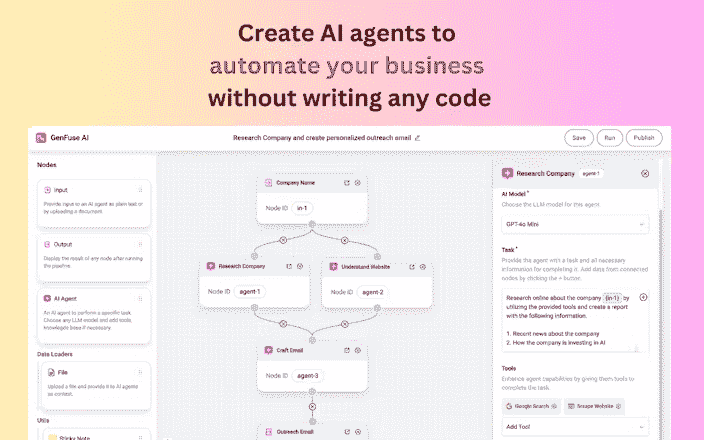 Create AI agents to
automate your business
without writing any code
GenFuse AI
Research Company and create personalized outreach email
Save
Run
Publish
Nodes
Input
Provide input to an AI agent as plain text or
by uploading a document
Output
Display the result of any node after running
the pipeline
AI Agent
An AI agent to perform a specific task.
Choose any LLM model and add tools,
knowledge base if necessary.
Data Loaders
File
Upload a file and provide it to AI agents
as context.
Utils
Sticky Note
Company Name
Node ID
in-1
Research Company
Node ID
agent-1
Understand Website
Node ID
agent-2
Craft Email
Node ID
agent-3
Outreach Email
Research Company
agent-1
AI Model *
Choose the LLM model for this agent
GPT-4o Mini
Task *
Provide the agent with a task and all necessary
information for completing it. Add data from connected
nodes by clicking the + button.
Research online about the company {in-1} by
utilizing the provided tools and create a report
with the following information.
1. Recent news about the company
2. How the company is investing in AI
Tools
Enhance agent capabilities by giving them tools to
complete the task.
Google Search
Scrape Website
Add Tool